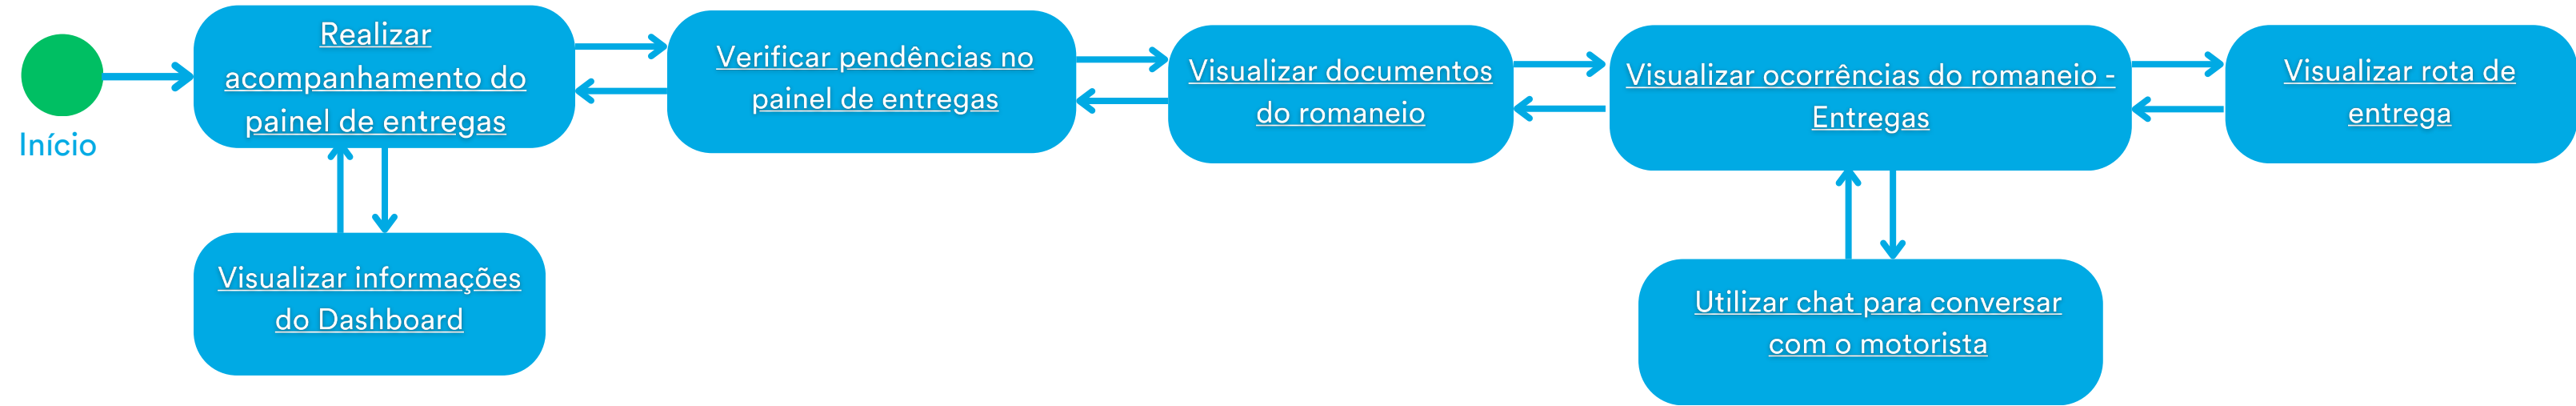 Início
Realizar
acompanhamento do
painel de entregas
Verificar pendências no
painel de entregas
Visualizar documentos
do romaneio
Visualizar ocorrências do romaneio -
Entregas
Visualizar rota de
entrega
Visualizar informações
do Dashboard
Utilizar chat para conversar
com o motorista